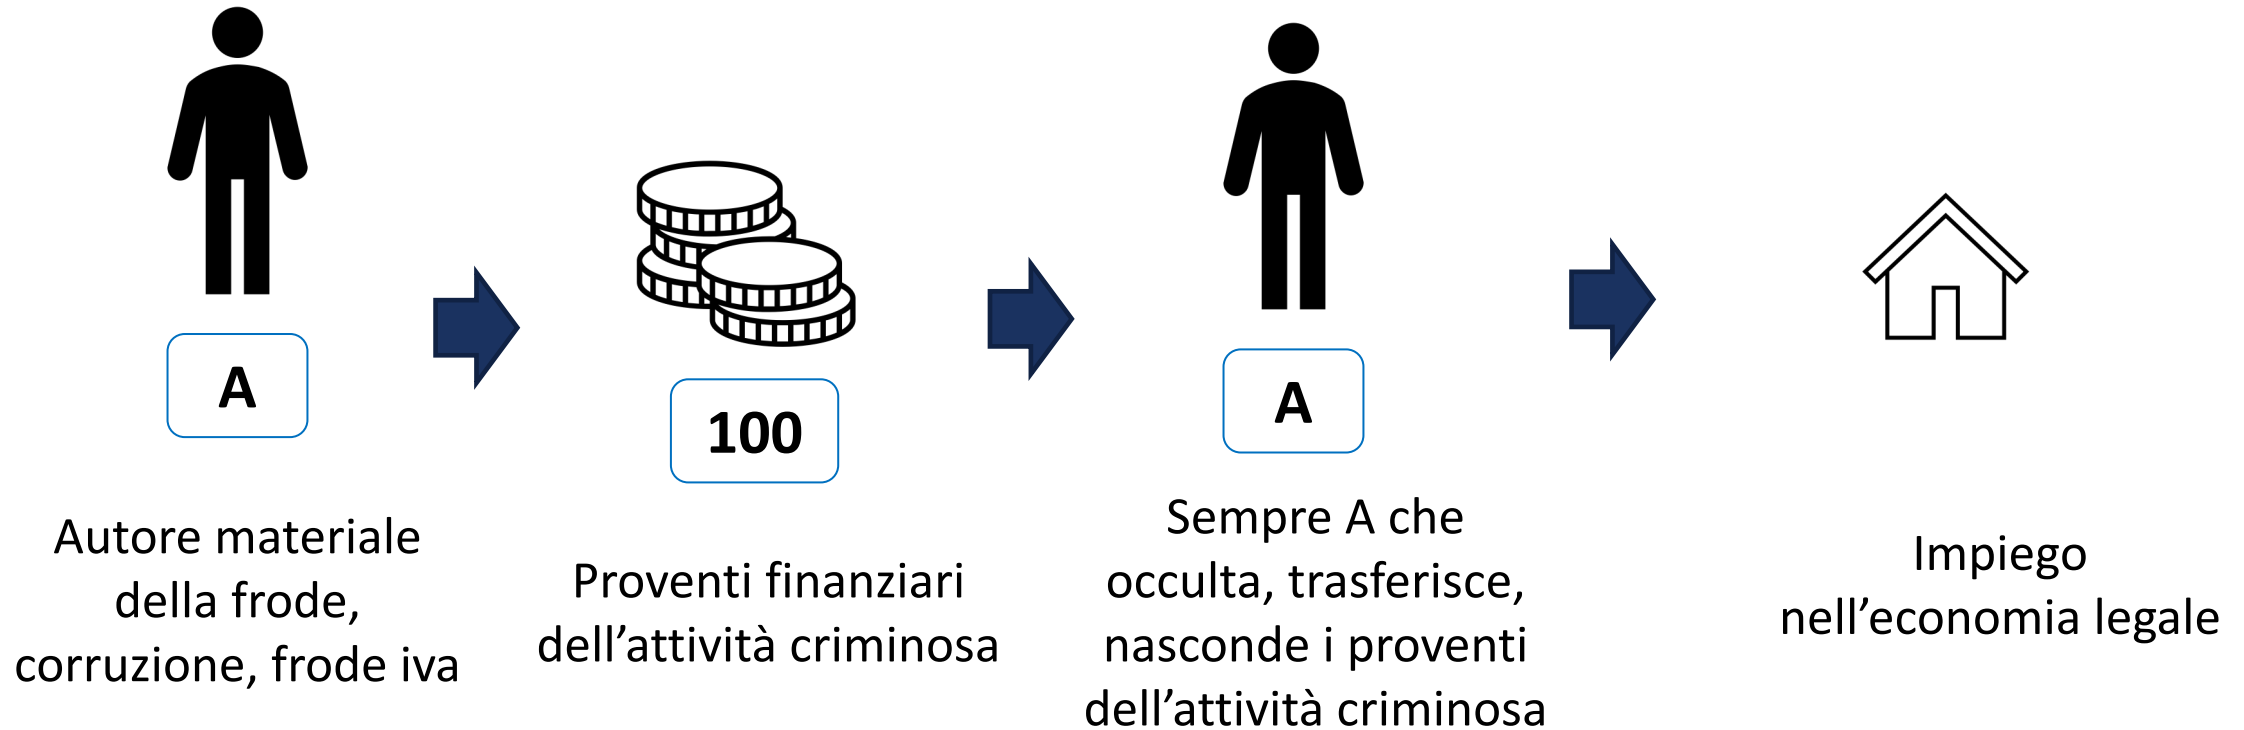 A
Autore materiale
della frode,
corruzione, frode iva
100
Proventi finanziari
dell’attività criminosa
A
Sempre A che
occulta, trasferisce,
nasconde i proventi
dell’attività criminosa
Impiego
nell’economia legale